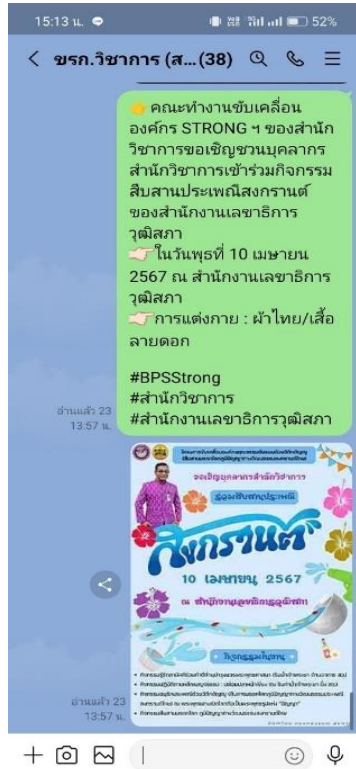 15:13 น. 52%
ขรก.วิชาการ (ส...(38)
👉 คณะทำงานขับเคลื่อน
องค์กร STRONG ฯ ของสำนัก
วิชาการขอเชิญชวนบุคลากร
สำนักวิชาการเข้าร่วมกิจกรรม
สืบสานประเพณีสงกรานต์
ของสำนักงานเลขาธิการ
วุฒิสภา
👉🏻ในวันพุธที่ 10 เมษายน
2567 ณ สำนักงานเลขาธิการ
วุฒิสภา
👉🏻การแต่งกาย : ผ้าไทย/เสื้อ
ลายดอก
#BPSStrong
#สำนักวิชาการ
#สำนักงานเลขาธิการวุฒิสภา
อ่านแล้ว 23
13:57 น.
ขอเชิญบุคลากรสำนักวิชาการ
ร่วมสืบสานประเพณี
สงกรานต์
10 เมษายน 2567
ณ สำนักงานเลขาธิการวุฒิสภา
กิจกรรมในงาน
อ่านแล้ว 23
13:57 น.